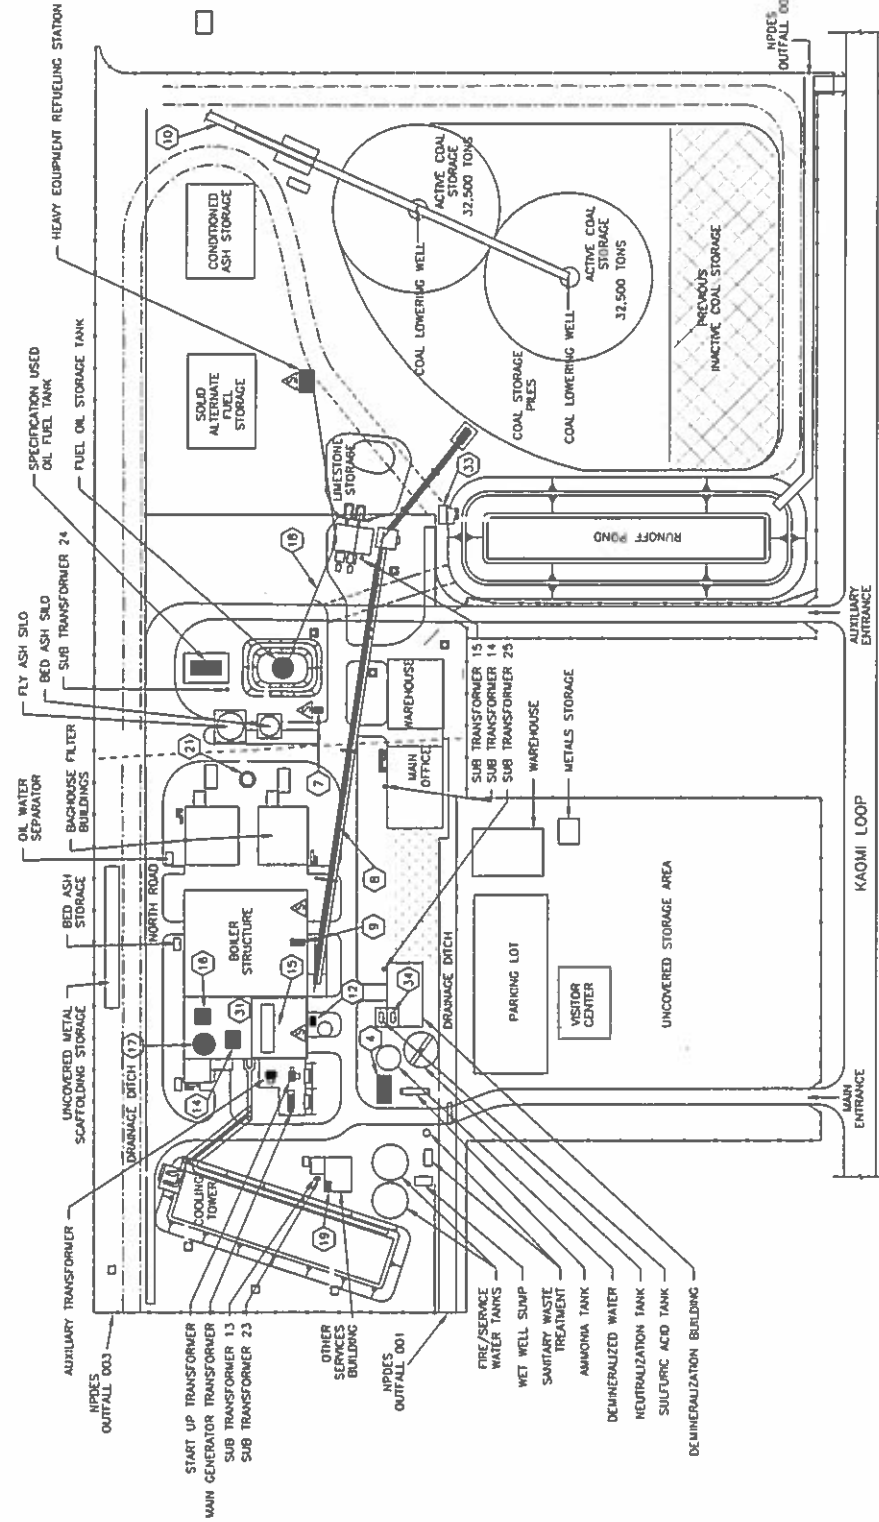 HEAVY EQUIPMENT REFUELING STATION
SPECIFICATION USED
OIL FUEL TANK
FUEL OIL STORAGE TANK
FLY ASH SILO
BED ASH SILO
SUB TRANSFORMER 24
OIL WATER
SEPARATOR
BAGHOUSE FILTER
BUILDINGS
BED ASH
STORAGE
UNCOVERED METAL
SCAFFOLDING STORAGE
AUXILIARY TRANSFORMER
NPDES
OUTFALL 003
DRAINAGE DITCH
NORTH ROAD
START UP TRANSFORMER
MAIN GENERATOR TRANSFORMER
SUB TRANSFORMER 13
SUB TRANSFORMER 23
OTHER
SERVICES
BUILDING
NPDES
OUTFALL 001
COOLING
TOWER
BOILER
STRUCTURE
17
16
14
31
15
12
9
8
7
21
18
19
4
34
33
10
CONDITIONED
ASH STORAGE
SOLID
ALTERNATE
FUEL
STORAGE
LIMESTONE
STORAGE
COAL LOWERING WELL
ACTIVE COAL
STORAGE
32,500 TONS
COAL STORAGE
PILES
COAL LOWERING WELL
ACTIVE COAL
STORAGE
32,500 TONS
PREVIOUS
INACTIVE COAL STORAGE
RUNOFF POND
NPDES
OUTFALL 00
WAREHOUSE
MAIN
OFFICE
SUB TRANSFORMER 15
SUB TRANSFORMER 14
SUB TRANSFORMER 25
WAREHOUSE
METALS STORAGE
DRAINAGE DITCH
PARKING LOT
VISITOR
CENTER
UNCOVERED STORAGE AREA
AUXILIARY
ENTRANCE
MAIN
ENTRANCE
KAOMI LOOP
FIRE/SERVICE
WATER TANKS
WET WELL SUMP
SANITARY WASTE
TREATMENT
AMMONIA TANK
DEMINERALIZED WATER
NEUTRALIZATION TANK
SULFURIC ACID TANK
DEMINERALIZATION BUILDING